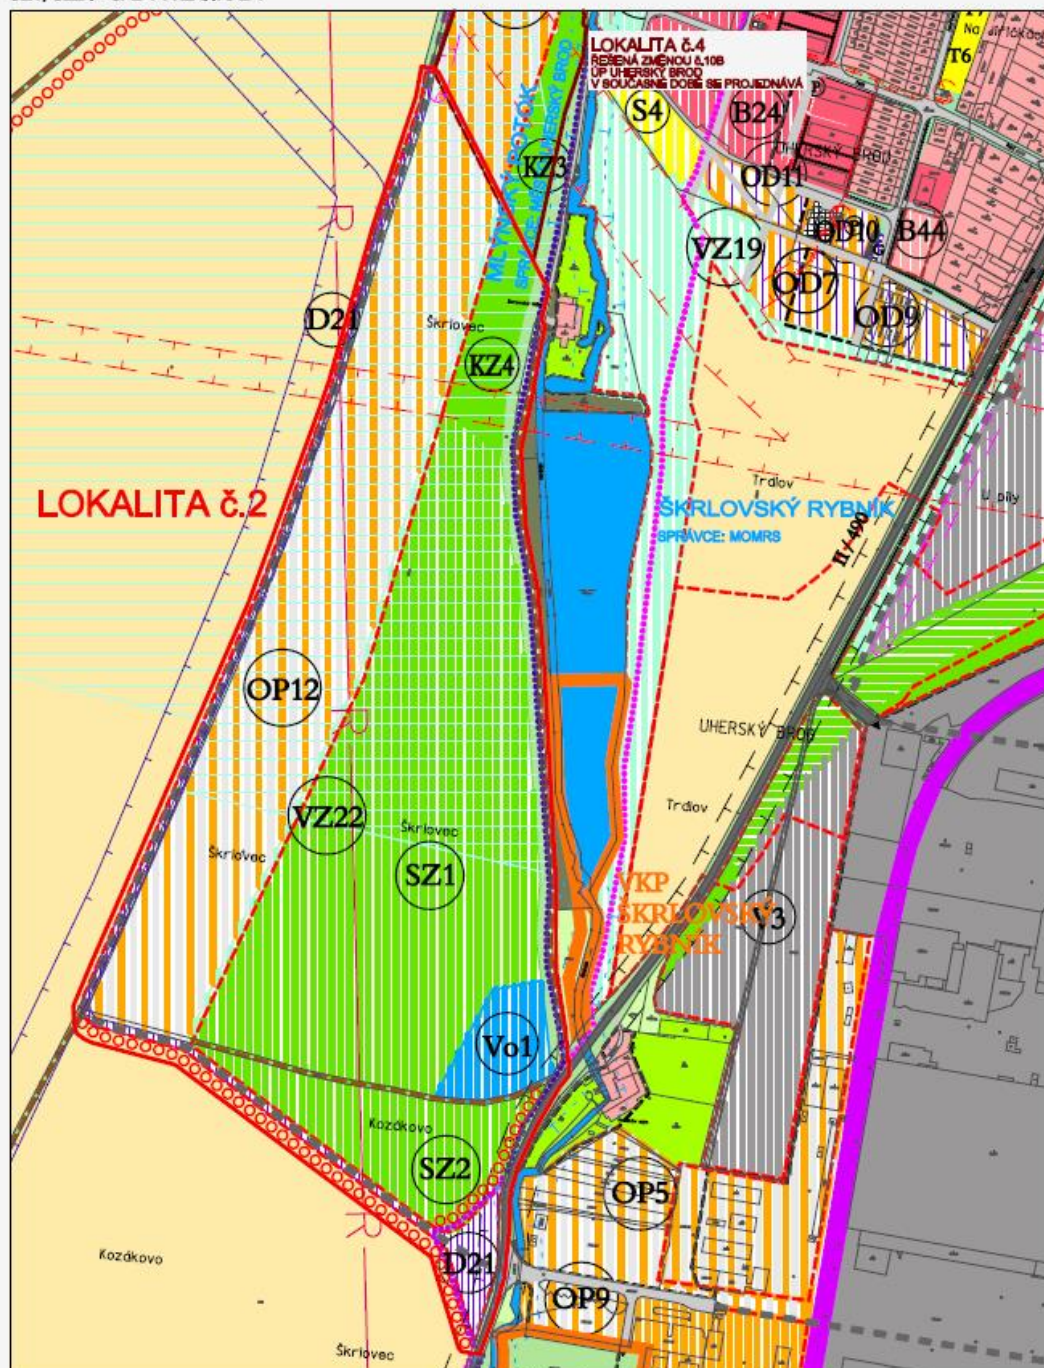 LOKALITA č.4
ŘEŠENÁ ZMĚNOU č.10B
ÚP UHERSKÝ BROD
V SOUČASNÉ DOBĚ SE PROJEDNÁVÁ
T6
S4
B24
P
UHERSKÝ BROD
KZ3
MLÝNSKÝ POTOK
OD11
OD10
B44
VZ19
OD7
OD9
R
D21
Škrlovec
KZ4
Trdlov
U pily
LOKALITA č.2
ŠKRLOVSKÝ RYBNÍK
SPRÁVCE: MOMRS
II/490
OP12
R
UHERSKÝ BROD
VZ22
Škrlovec
Škrlovec
Trdlov
SZ1
VKP
ŠKRLOVSKÝ
RYBNÍK
V3
Vo1
Kozákovo
SZ2
OP5
R
R
Kozákovo
D21
OP9
Škrlovec